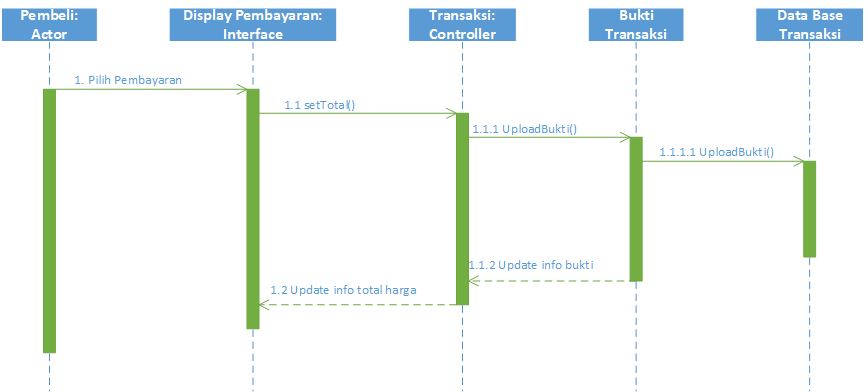 Pembeli:
Actor
Display Pembayaran:
Interface
Transaksi:
Controller
Bukti
Transaksi
Data Base
Transaksi
1. Pilih Pembayaran
1.1 setTotal()
1.1.1 UploadBukti()
1.1.1.1 UploadBukti()
1.1.2 Update info bukti
1.2 Update info total harga